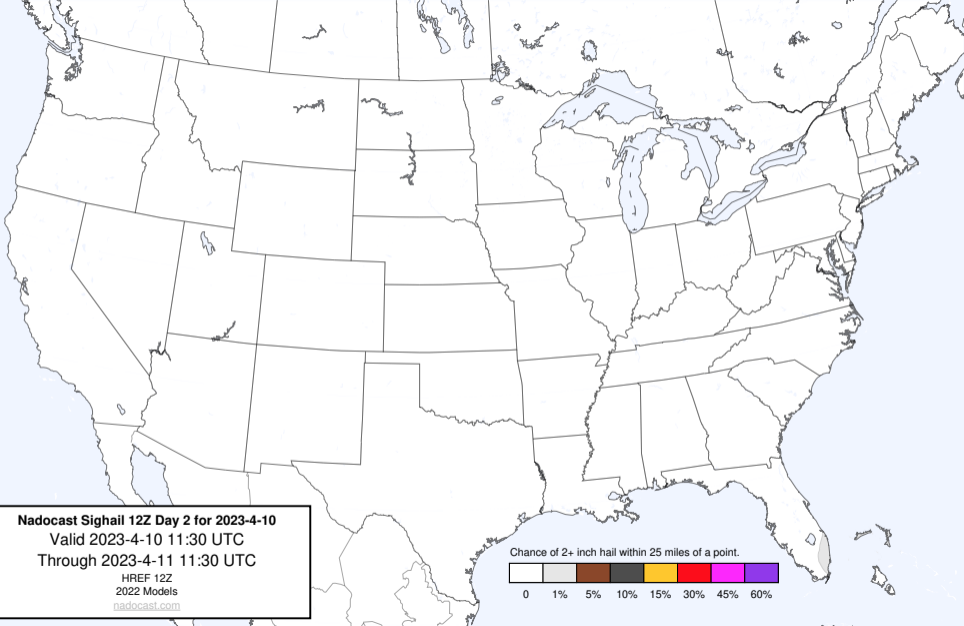 Nadocast Sighail 12Z Day 2 for 2023-4-10
Valid 2023-4-10 11:30 UTC
Through 2023-4-11 11:30 UTC
HREF 12Z
2022 Models
nadocast.com
Chance of 2+ inch hail within 25 miles of a point.
0 1% 5% 10% 15% 30% 45% 60%